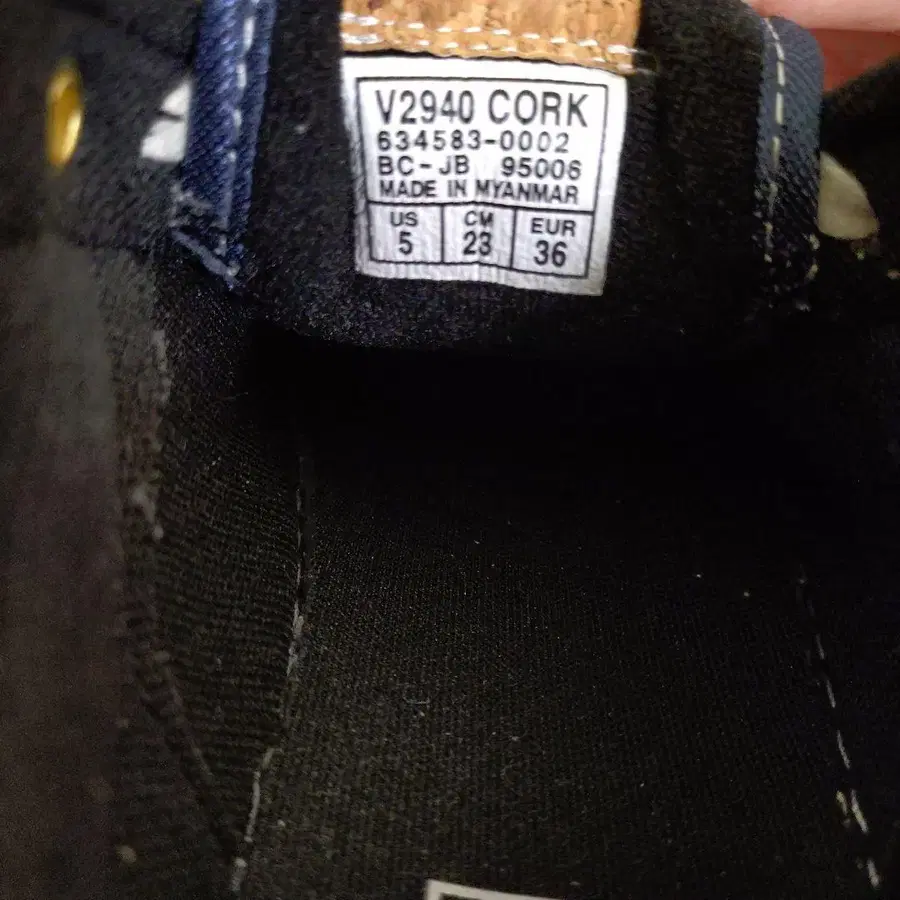 V2940 CORK
634583-0002
BC-JB 95006
MADE IN MYANMAR
US CM EUR
5 23 36